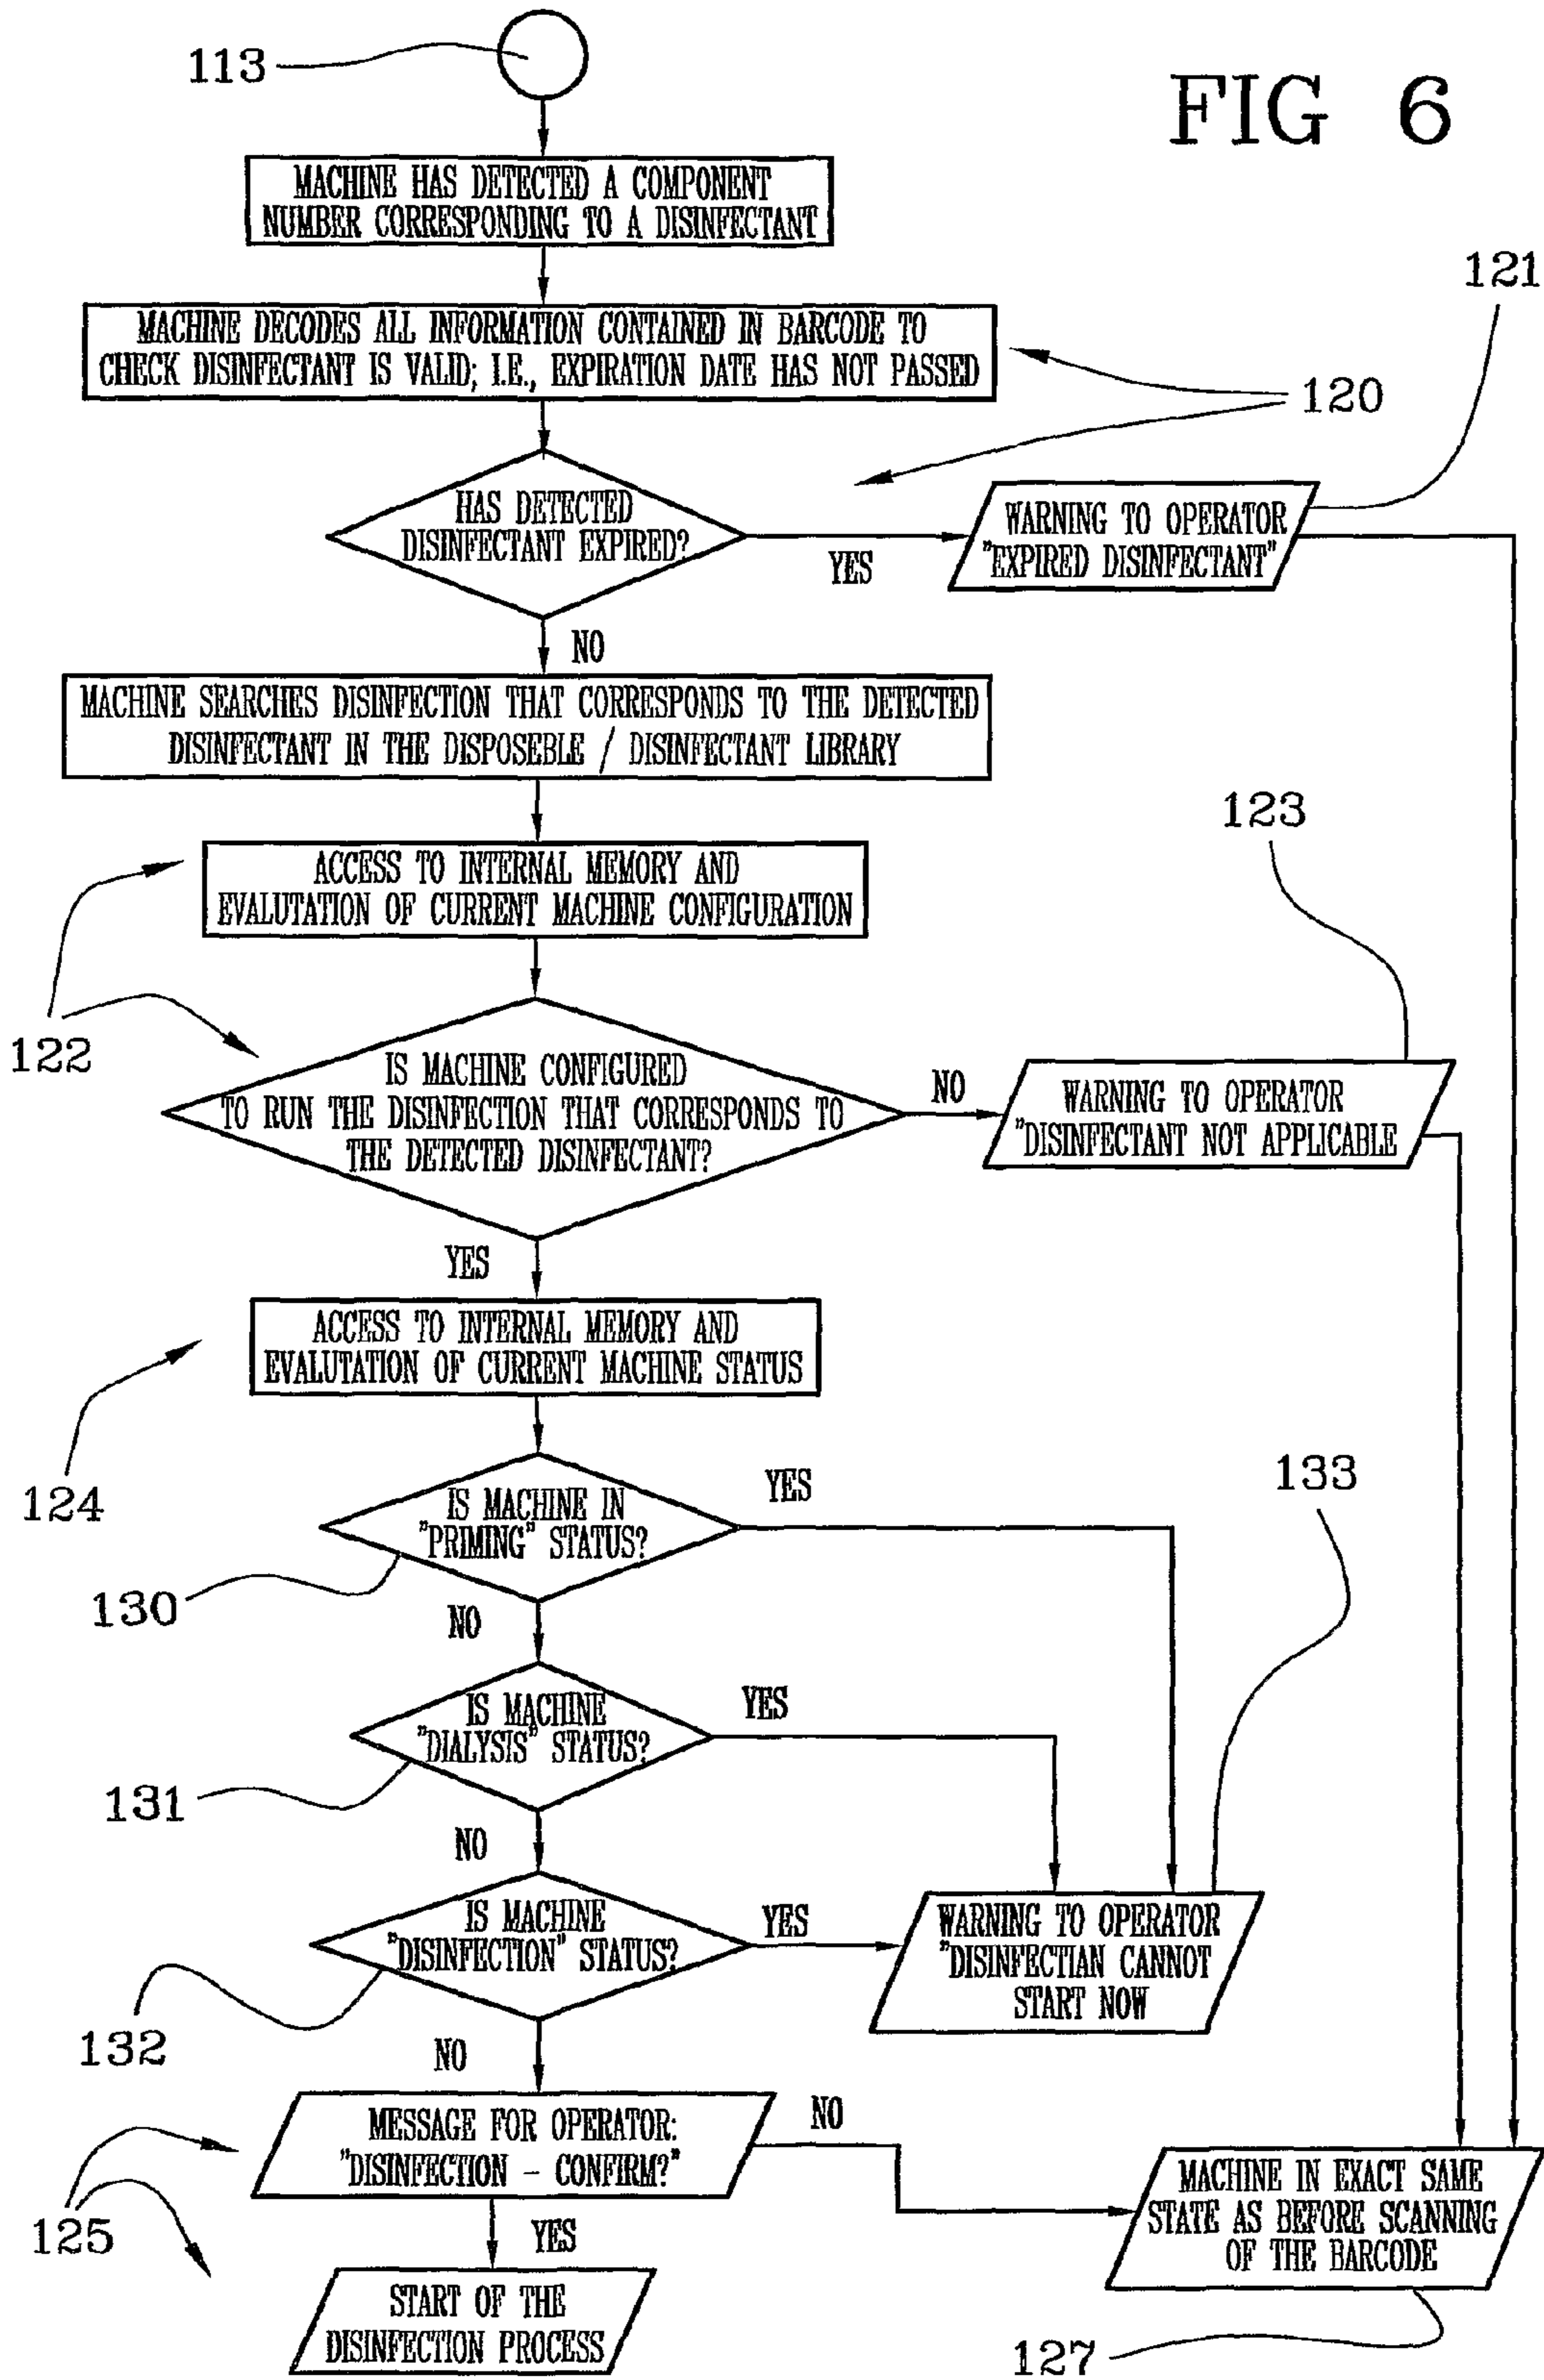 113
FIG 6
MACHINE HAS DETECTED A COMPONENT
NUMBER CORRESPONDING TO A DISINFECTANT
121
MACHINE DECODES ALL INFORMATION CONTAINED IN BARCODE TO
CHECK DISINFECTANT IS VALID; I.E., EXPIRATION DATE HAS NOT PASSED
120
HAS DETECTED
DISINFECTANT EXPIRED?
YES
WARNING TO OPERATOR
"EXPIRED DISINFECTANT"
NO
MACHINE SEARCHES DISINFECTION THAT CORRESPONDS TO THE DETECTED
DISINFECTANT IN THE DISPOSEBLE / DISINFECTANT LIBRARY
123
ACCESS TO INTERNAL MEMORY AND
EVALUTATION OF CURRENT MACHINE CONFIGURATION
122
IS MACHINE CONFIGURED
TO RUN THE DISINFECTION THAT CORRESPONDS TO
THE DETECTED DISINFECTANT?
NO
WARNING TO OPERATOR
"DISINFECTANT NOT APPLICABLE
YES
ACCESS TO INTERNAL MEMORY AND
EVALUTATION OF CURRENT MACHINE STATUS
124
IS MACHINE IN
"PRIMING" STATUS?
YES
133
130
NO
IS MACHINE
"DIALYSIS" STATUS?
YES
131
NO
IS MACHINE
"DISINFECTION" STATUS?
YES
WARNING TO OPERATOR
"DISINFECTIAN CANNOT
START NOW
132
NO
MESSAGE FOR OPERATOR:
"DISINFECTION - CONFIRM?"
NO
MACHINE IN EXACT SAME
STATE AS BEFORE SCANNING
OF THE BARCODE
125
YES
START OF THE
DISINFECTION PROCESS
127